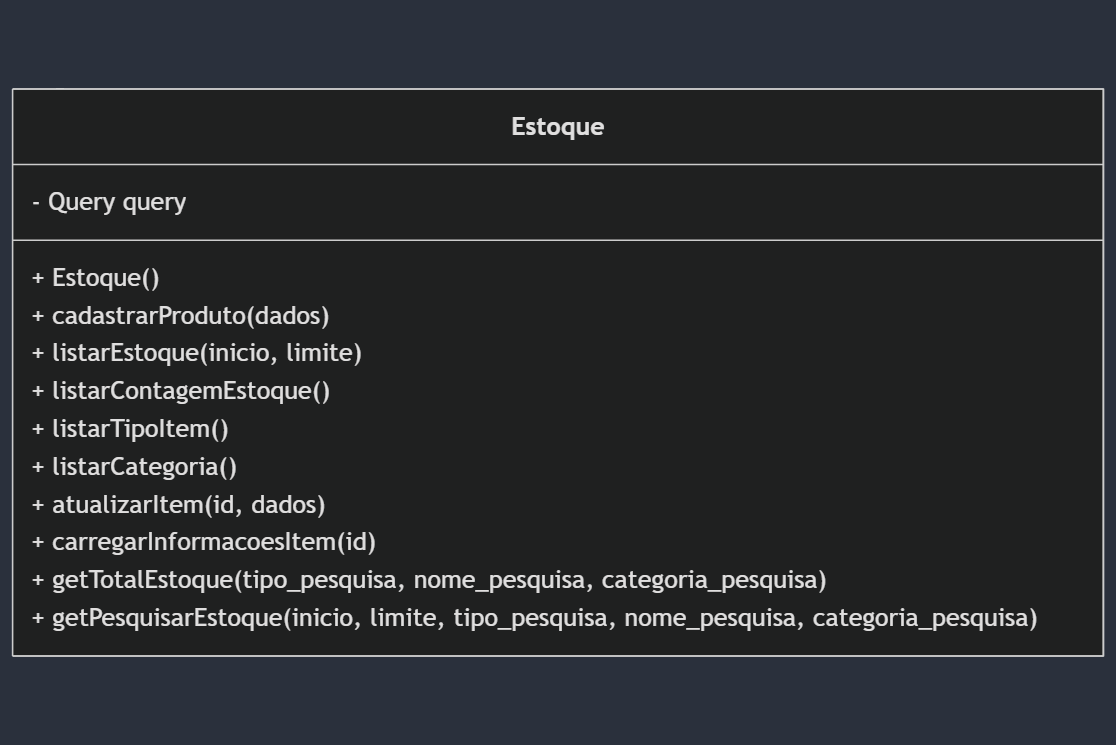 Estoque
- Query query
+ Estoque()
+ cadastrarProduto(dados)
+ listarEstoque(inicio, limite)
+ listarContagemEstoque()
+ listarTipoItem()
+ listarCategoria()
+ atualizarItem(id, dados)
+ carregarInformacoesItem(id)
+ getTotalEstoque(tipo_pesquisa, nome_pesquisa, categoria_pesquisa)
+ getPesquisarEstoque(inicio, limite, tipo_pesquisa, nome_pesquisa, categoria_pesquisa)